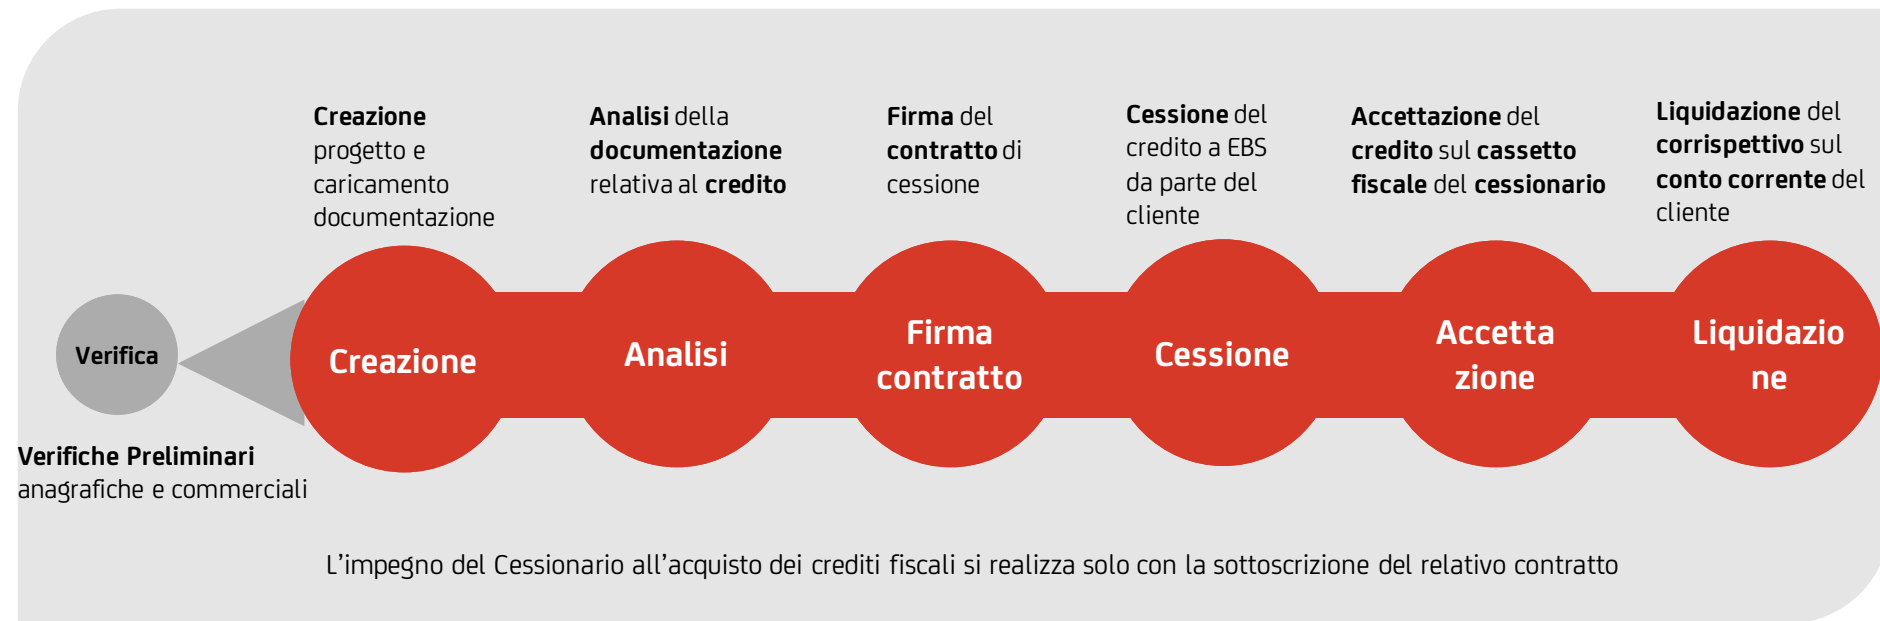 Creazione
progetto e
caricamento
documentazione
Analisi della
documentazione
relativa al credito
Firma del
contratto di
cessione
Cessione del
credito a EBS
da parte del
cliente
Accettazione del
credito sul cassetto
fiscale del cessionario
Liquidazione del
corrispettivo sul
conto corrente del
cliente
Verifica
Creazione
Analisi
Firma
contratto
Cessione
Accetta
zione
Liquidazio
ne
Verifiche Preliminari
anagrafiche e commerciali
L'impegno del Cessionario all'acquisto dei crediti fiscali si realizza solo con la sottoscrizione del relativo contratto